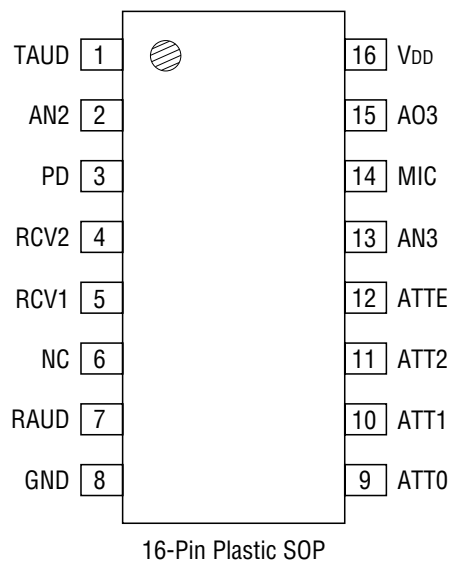 TAUD 1 16 VDD
AN2 2 15 AO3
PD 3 14 MIC
RCV2 4 13 AN3
RCV1 5 12 ATTE
NC 6 11 ATT2
RAUD 7 10 ATT1
GND 8 9 ATT0
16-Pin Plastic SOP